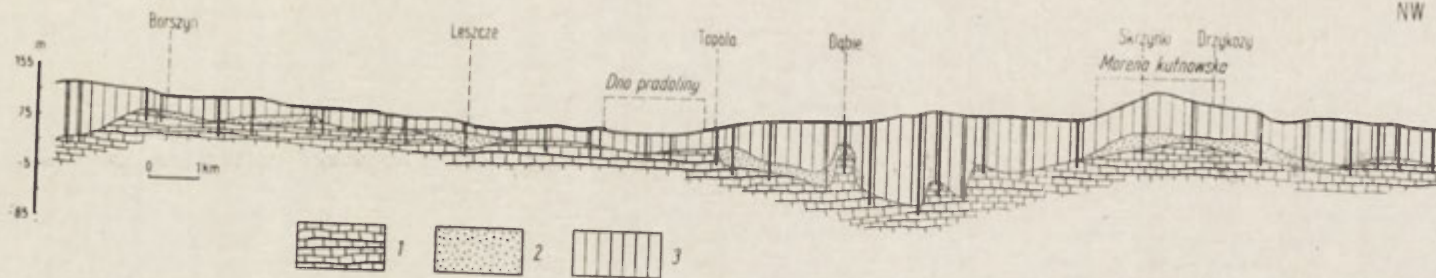 NW
Borszyn
Leszcze
Topola
Dąbie
Skrzynki Drzykozy
Morena kutnowska
Dno pradoliny
m
155
75
-5
-85
0 1km
1 2 3